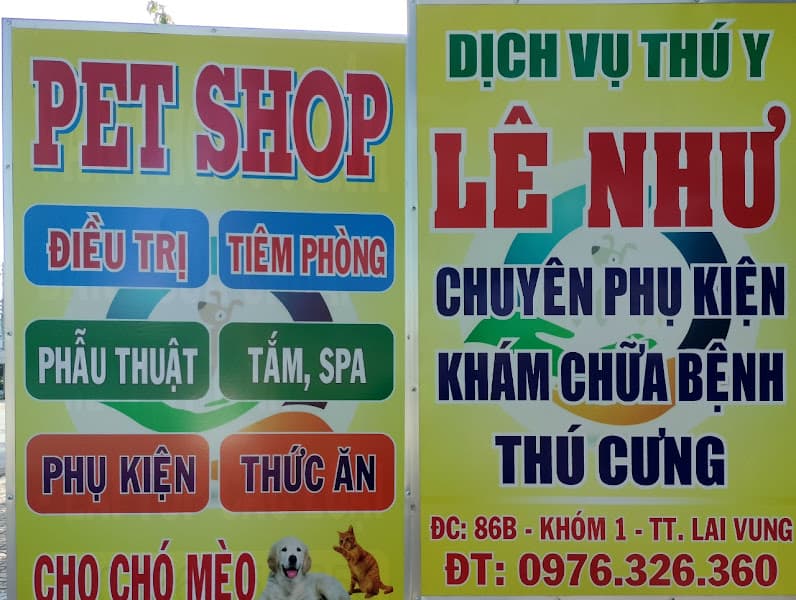 PET SHOP
ĐIỀU TRỊ
TIÊM PHÒNG
PHẪU THUẬT
TẮM, SPA
PHỤ KIỆN
THỨC ĂN
CHO CHÓ MÈO
DỊCH VỤ THÚ Y
LÊ NHƯ
CHUYÊN PHỤ KIỆN
KHÁM CHỮA BỆNH
THÚ CƯNG
ĐC: 86B - KHÓM 1 - TT. LAI VUNG
ĐT: 0976.326.360